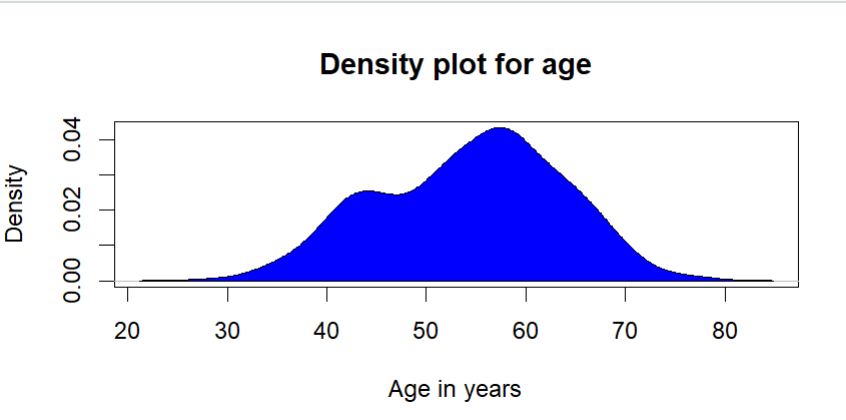 Density plot for age
Density
0.04
0.02
0.00
20 30 40 50 60 70 80
Age in years